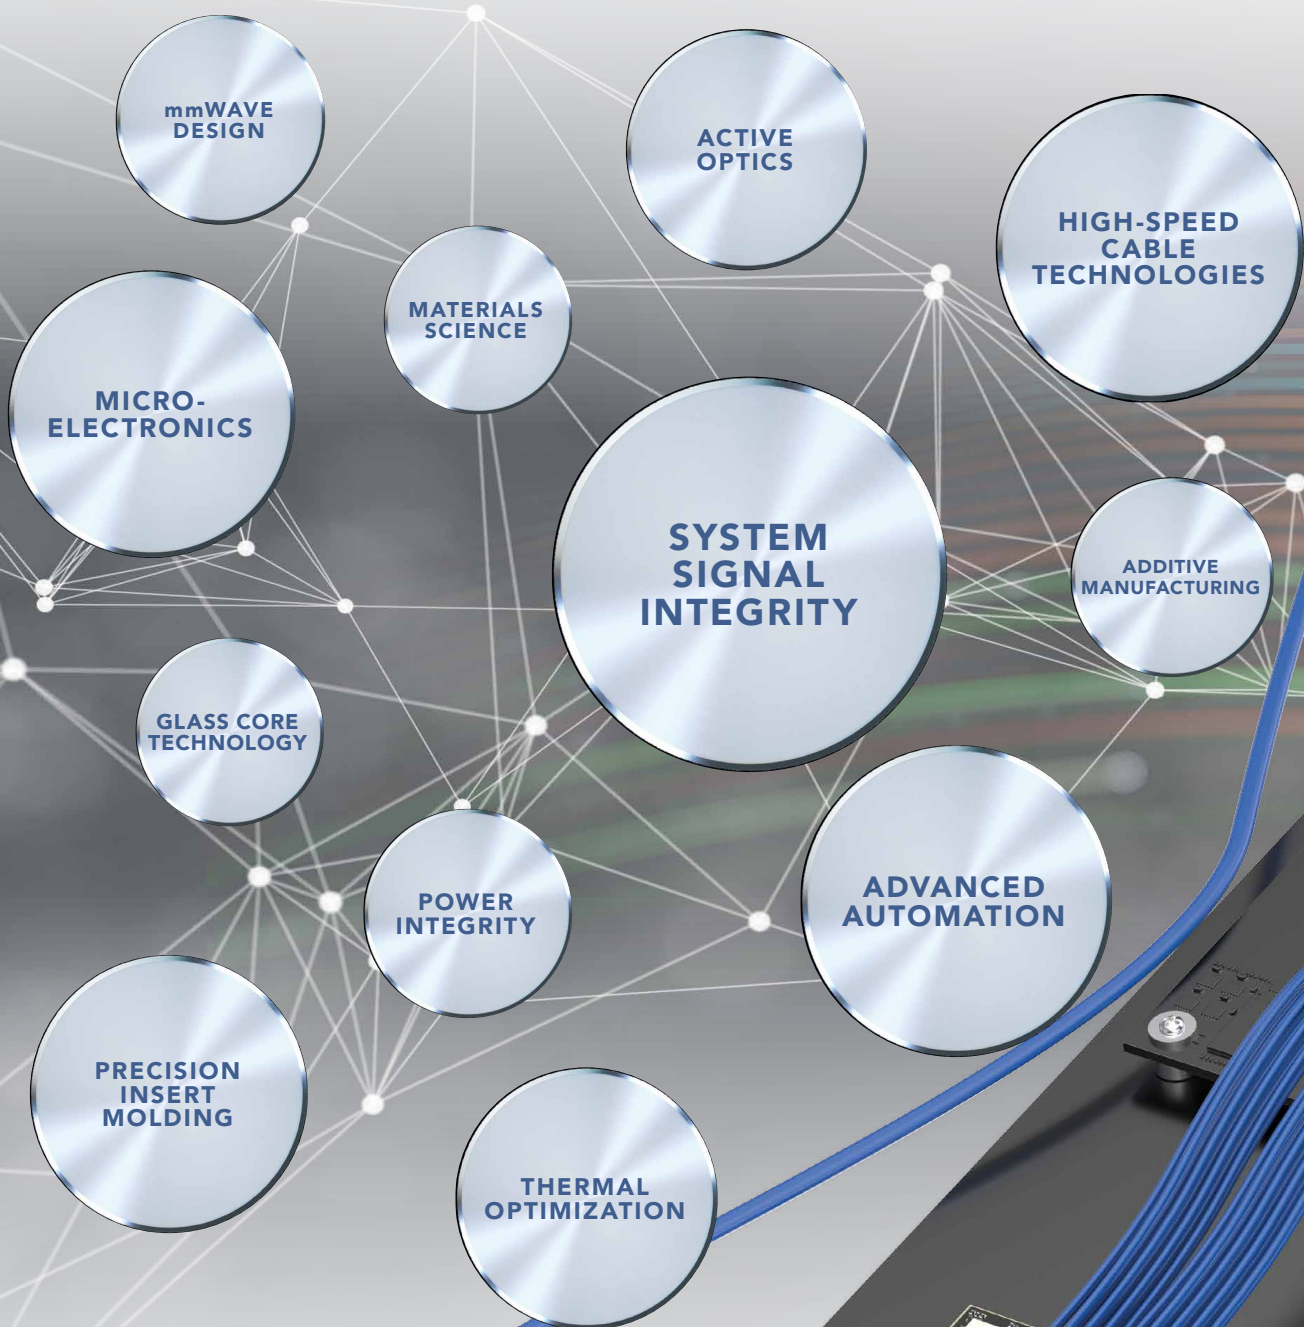 mmWAVE
DESIGN
ACTIVE
OPTICS
HIGH-SPEED
CABLE
TECHNOLOGIES
MATERIALS
SCIENCE
MICRO-
ELECTRONICS
SYSTEM
SIGNAL
INTEGRITY
ADDITIVE
MANUFACTURING
GLASS CORE
TECHNOLOGY
POWER
INTEGRITY
ADVANCED
AUTOMATION
PRECISION
INSERT
MOLDING
THERMAL
OPTIMIZATION